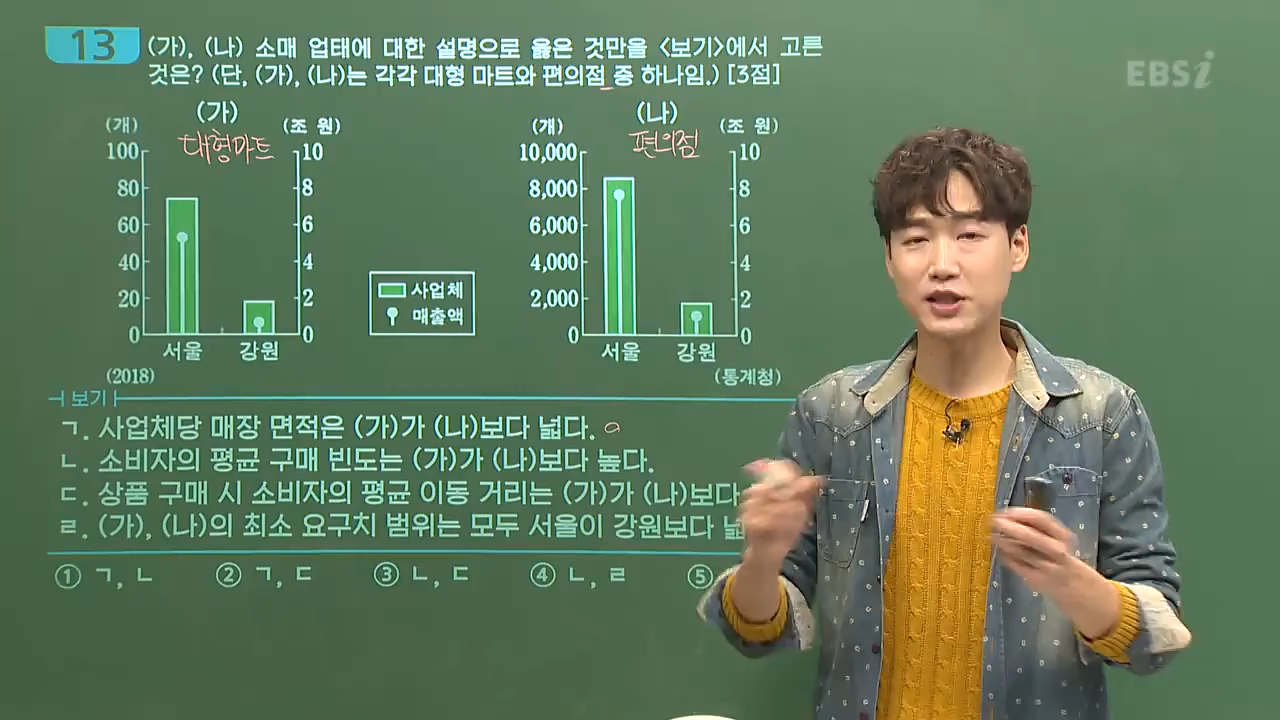 13 (가), (나) 소매 업태에 대한 설명으로 옳은 것만을 <보기>에서 고른
것은? (단, (가), (나)는 각각 대형 마트와 편의점 중 하나임.) [3점]
EBSi
(가) (나)
(개) (조 원) (개) (조 원)
대형마트 편의점
100 10 10,000 10
80 8 8,000 8
60 6 6,000 6
40 4 4,000 4
20 2 2,000 2
0 0 0 0
사업체
매출액
서울 강원 서울 강원
(2018) (통계청)
보기
ㄱ. 사업체당 매장 면적은 (가)가 (나)보다 넓다.
ㄴ. 소비자의 평균 구매 빈도는 (가)가 (나)보다 높다.
ㄷ. 상품 구매 시 소비자의 평균 이동 거리는 (가)가 (나)보다
ㄹ. (가), (나)의 최소 요구치 범위는 모두 서울이 강원보다
① ㄱ, ㄴ ② ㄱ, ㄷ ③ ㄴ, ㄷ ④ ㄴ, ㄹ ⑤